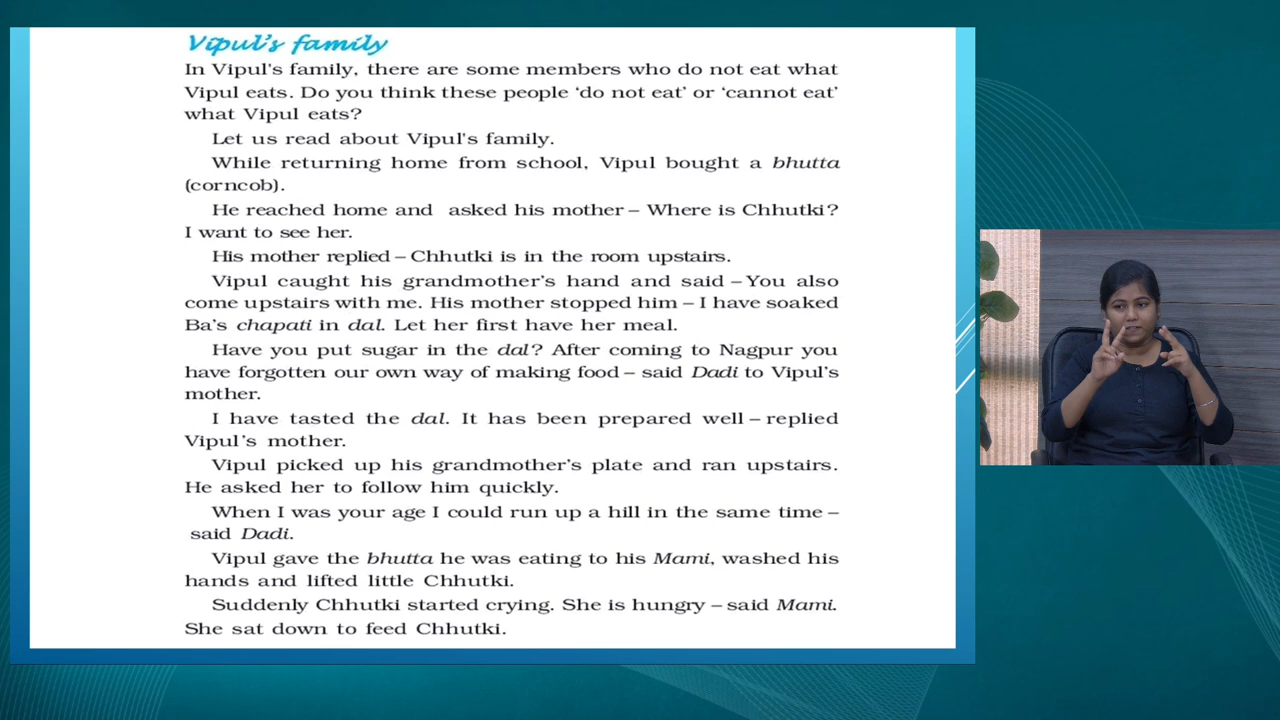 Vipul's family
In Vipul's family, there are some members who do not eat what
Vipul eats. Do you think these people ‘do not eat’ or ‘cannot eat’
what Vipul eats?
Let us read about Vipul's family.
While returning home from school, Vipul bought a bhutta
(corncob).
He reached home and asked his mother – Where is Chhutki?
I want to see her.
His mother replied – Chhutki is in the room upstairs.
Vipul caught his grandmother’s hand and said – You also
come upstairs with me. His mother stopped him – I have soaked
Ba’s chapati in dal. Let her first have her meal.
Have you put sugar in the dal? After coming to Nagpur you
have forgotten our own way of making food – said Dadi to Vipul’s
mother.
I have tasted the dal. It has been prepared well – replied
Vipul’s mother.
Vipul picked up his grandmother’s plate and ran upstairs.
He asked her to follow him quickly.
When I was your age I could run up a hill in the same time –
said Dadi.
Vipul gave the bhutta he was eating to his Mami, washed his
hands and lifted little Chhutki.
Suddenly Chhutki started crying. She is hungry – said Mami.
She sat down to feed Chhutki.